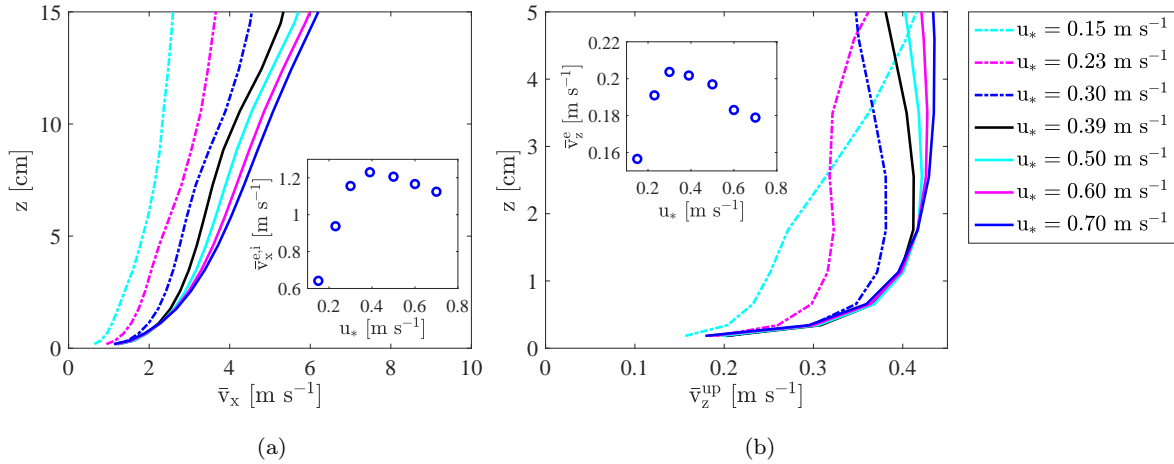 15
10
5
0
z [cm]
0 2 4 6 8 10
v̄ₓ [m s⁻¹]
1.2
1
0.8
0.6
v̄ₓᵉ,ⁱ [m s⁻¹]
0.2 0.4 0.6 0.8
u* [m s⁻¹]
(a)
5
4
3
2
1
0
z [cm]
0 0.1 0.2 0.3 0.4
v̄_z^up [m s⁻¹]
0.22
0.20
0.18
0.16
v̄_z^e [m s⁻¹]
0.2 0.4 0.6 0.8
u* [m s⁻¹]
(b)
u* = 0.15 m s⁻¹
u* = 0.23 m s⁻¹
u* = 0.30 m s⁻¹
u* = 0.39 m s⁻¹
u* = 0.50 m s⁻¹
u* = 0.60 m s⁻¹
u* = 0.70 m s⁻¹